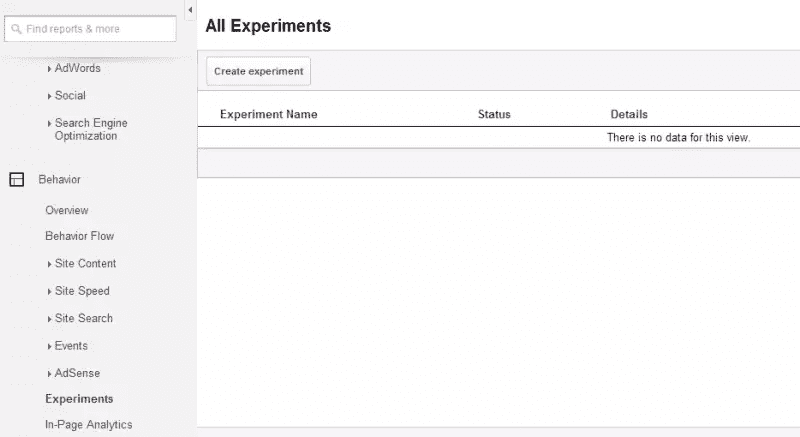 Find reports & more
AdWords
Social
Search Engine
Optimization
Behavior
Overview
Behavior Flow
Site Content
Site Speed
Site Search
Events
AdSense
Experiments
In-Page Analytics
All Experiments
Create experiment
Experiment Name Status Details
There is no data for this view.